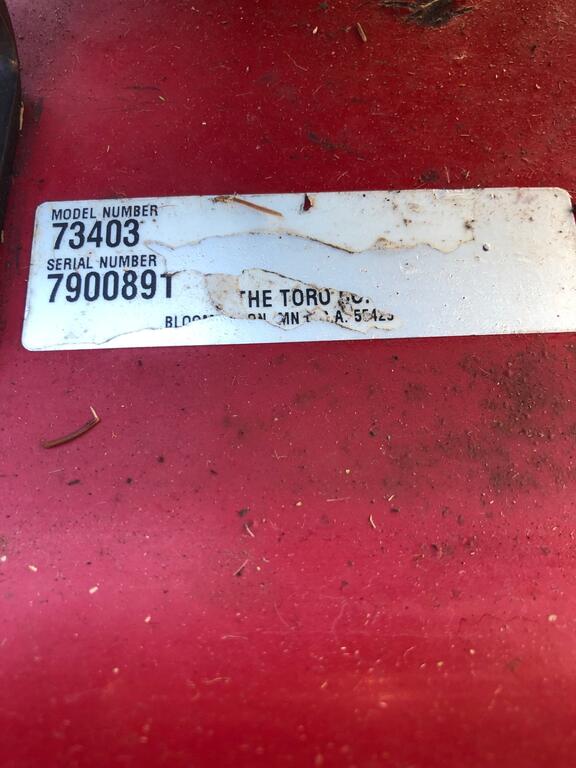 MODEL NUMBER
73403
SERIAL NUMBER
7900891
THE TORO